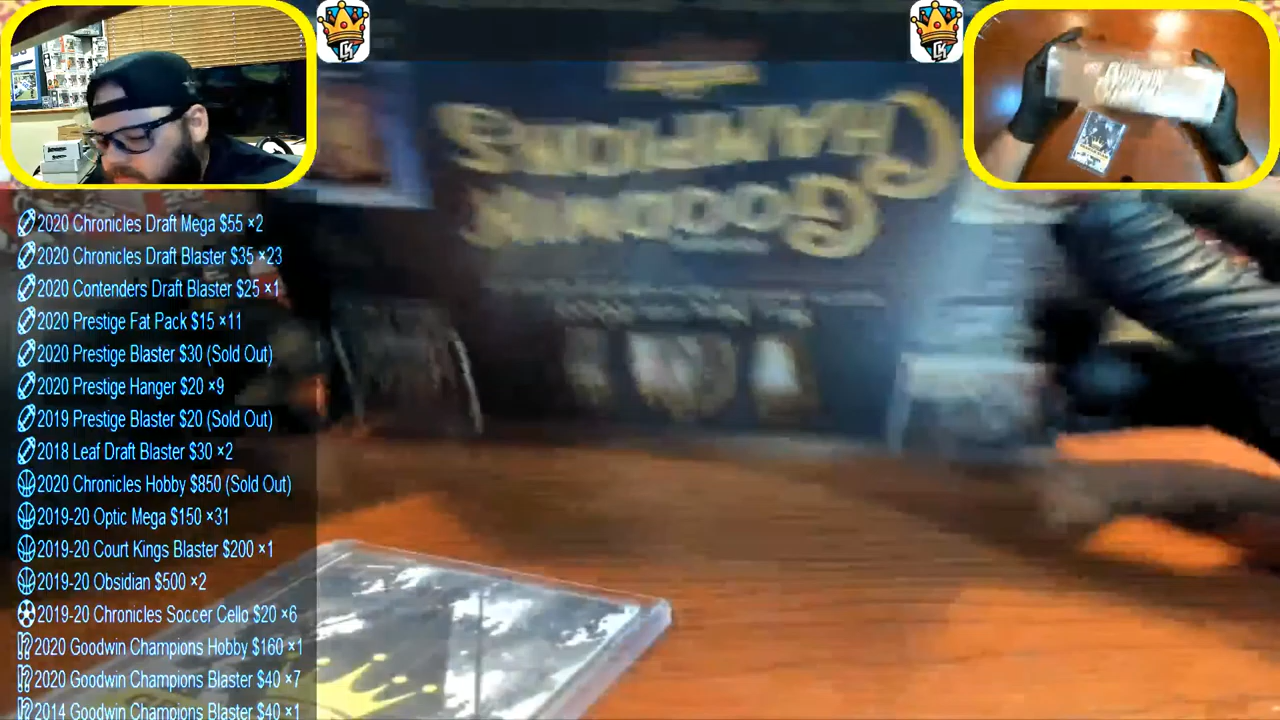 GOODWIN
CHAMPIONS
2020 Chronicles Draft Mega $55 ×2
2020 Chronicles Draft Blaster $35 ×23
2020 Contenders Draft Blaster $25 ×1
2020 Prestige Fat Pack $15 ×11
2020 Prestige Blaster $30 (Sold Out)
2020 Prestige Hanger $20 ×9
2019 Prestige Blaster $20 (Sold Out)
2018 Leaf Draft Blaster $30 ×2
2020 Chronicles Hobby $850 (Sold Out)
2019-20 Optic Mega $150 ×31
2019-20 Court Kings Blaster $200 ×1
2019-20 Obsidian $500 ×2
2019-20 Chronicles Soccer Cello $20 ×6
2020 Goodwin Champions Hobby $160 ×1
2020 Goodwin Champions Blaster $40 ×7
2014 Goodwin Champions Blaster $40 ×1